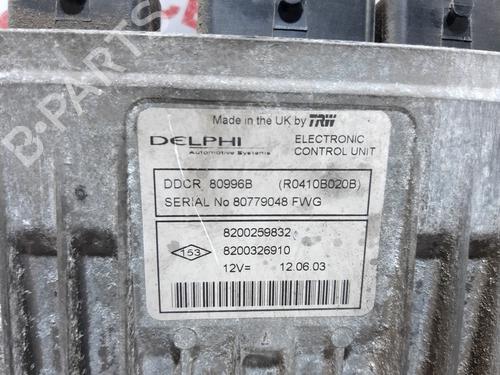 Made in the UK by TRW
DELPHI
Automotive Systems
ELECTRONIC
CONTROL UNIT
DDCR 80996B (R0410B020B)
SERIAL No 80779048 FWG
8200259832
153
8200326910
12V= 12.06.03
B-PARTS